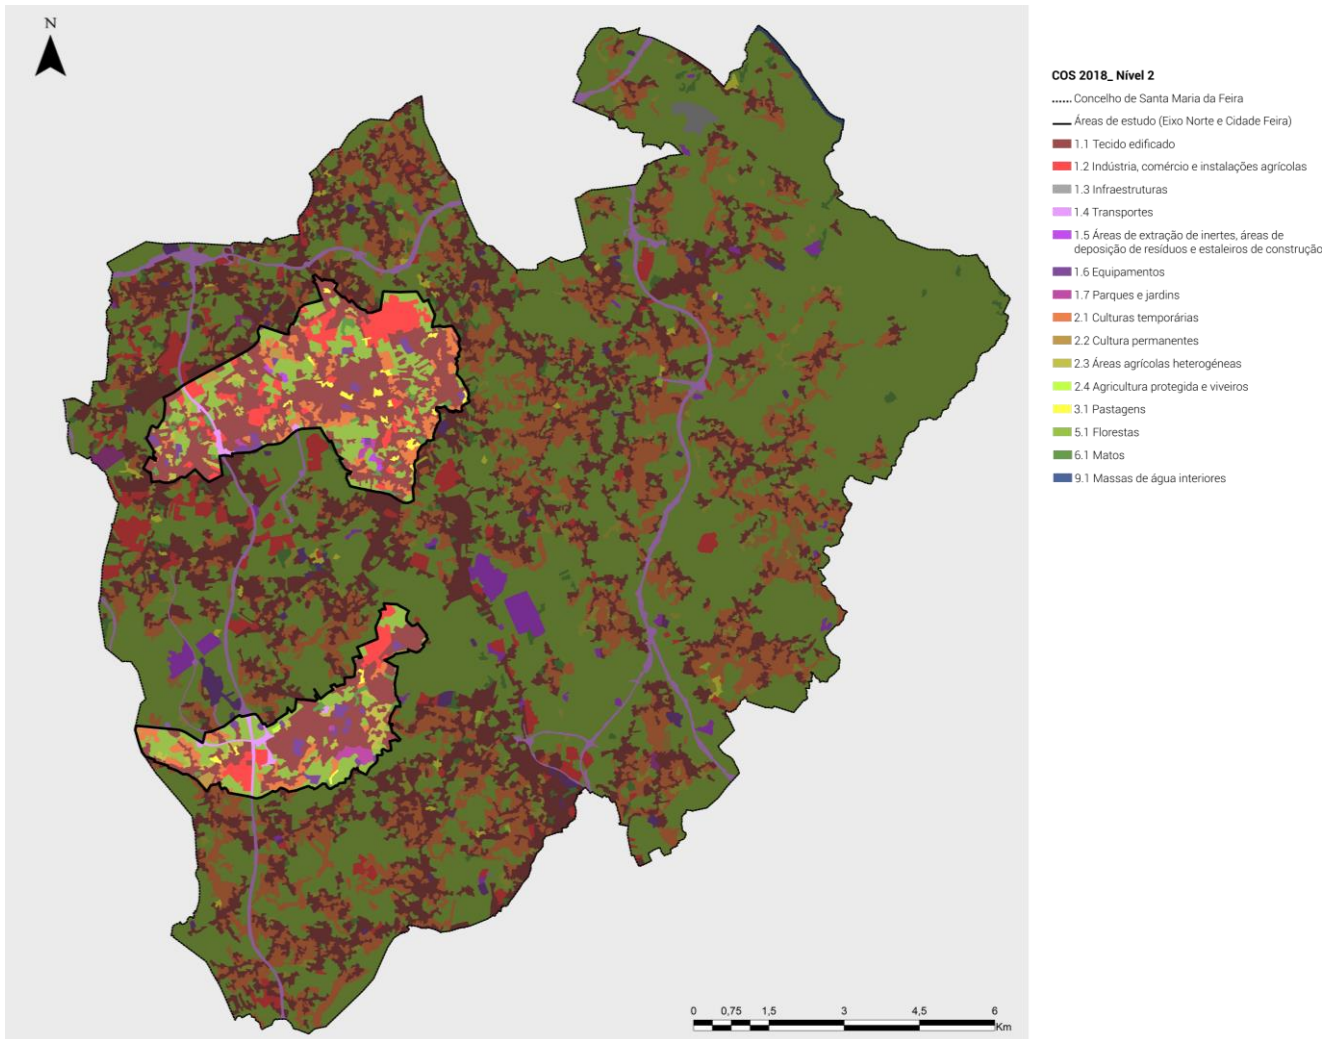 N
COS 2018_ Nível 2
Concelho de Santa Maria da Feira
Áreas de estudo (Eixo Norte e Cidade Feira)
1.1 Tecido edificado
1.2 Indústria, comércio e instalações agrícolas
1.3 Infraestruturas
1.4 Transportes
1.5 Áreas de extração de inertes, áreas de
deposição de resíduos e estaleiros de construção
1.6 Equipamentos
1.7 Parques e jardins
2.1 Culturas temporárias
2.2 Cultura permanentes
2.3 Áreas agrícolas heterogéneas
2.4 Agricultura protegida e viveiros
3.1 Pastagens
5.1 Florestas
6.1 Matos
9.1 Massas de água interiores
0 0,75 1,5 3 4,5 6
Km